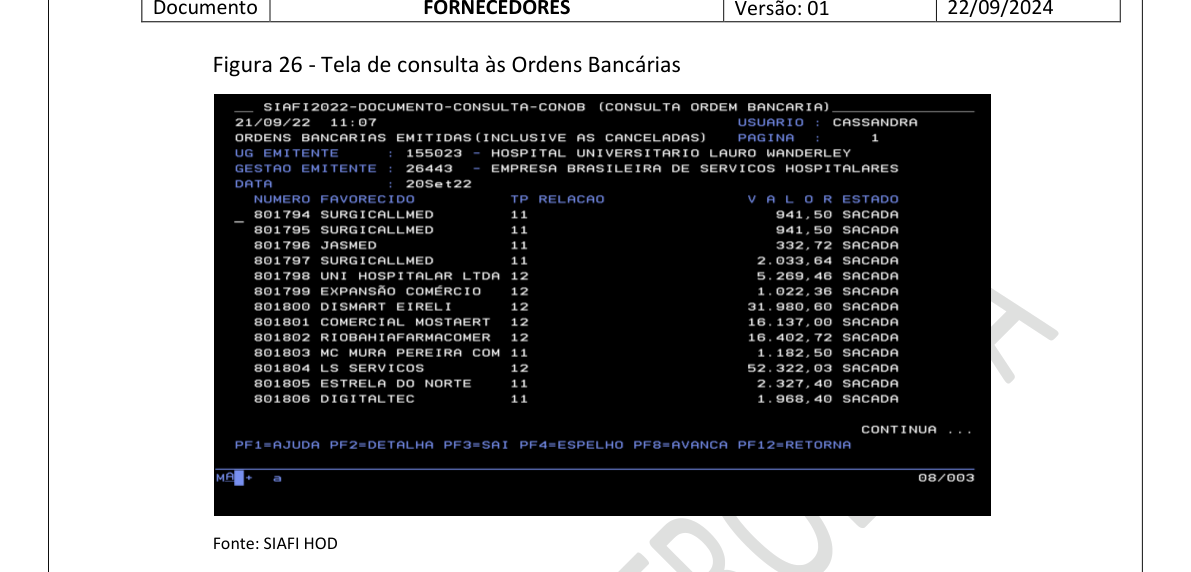 Documento FORNECEDORES Versão: 01 22/09/2024
Figura 26 - Tela de consulta às Ordens Bancárias
__ SIAFI2022-DOCUMENTO-CONSULTA-CONOB (CONSULTA ORDEM BANCARIA)_______________
21/09/22 11:07 USUARIO : CASSANDRA
ORDENS BANCARIAS EMITIDAS(INCLUSIVE AS CANCELADAS) PAGINA : 1
UG EMITENTE : 155023 - HOSPITAL UNIVERSITARIO LAURO WANDERLEY
GESTAO EMITENTE : 26443 - EMPRESA BRASILEIRA DE SERVICOS HOSPITALARES
DATA : 20Set22
NUMERO FAVORECIDO TP RELACAO V A L O R ESTADO
_ 801794 SURGICALLMED 11 941,50 SACADA
801795 SURGICALLMED 11 941,50 SACADA
801796 JASMED 11 332,72 SACADA
801797 SURGICALLMED 11 2.033,64 SACADA
801798 UNI HOSPITALAR LTDA 12 5.269,46 SACADA
801799 EXPANSÃO COMÉRCIO 12 1.022,36 SACADA
801800 DISMART EIRELI 12 31.980,60 SACADA
801801 COMERCIAL MOSTAERT 12 16.137,00 SACADA
801802 RIOBAHIAFARMACOMER 12 16.402,72 SACADA
801803 MC MURA PEREIRA COM 11 1.182,50 SACADA
801804 LS SERVICOS 12 52.322,03 SACADA
801805 ESTRELA DO NORTE 11 2.327,40 SACADA
801806 DIGITALTEC 11 1.968,40 SACADA
CONTINUA ...
PF1=AJUDA PF2=DETALHA PF3=SAI PF4=ESPELHO PF8=AVANCA PF12=RETORNA
MA + a 08/003
Fonte: SIAFI HOD